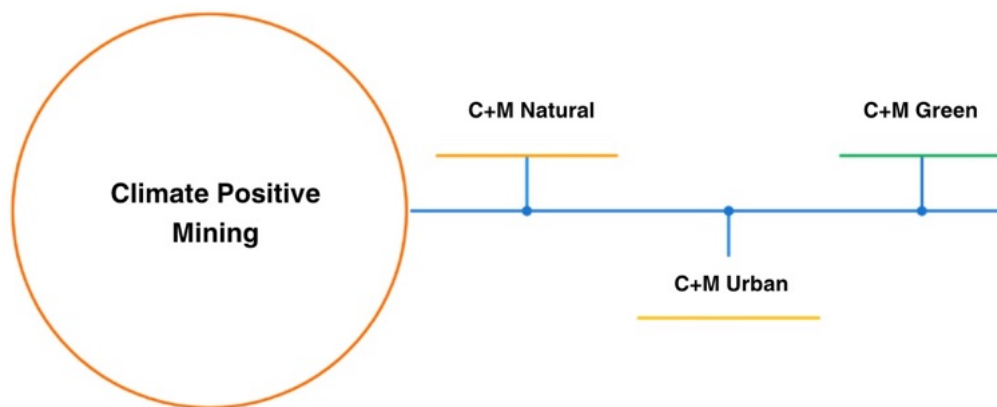 Climate Positive
Mining
C+M Natural
C+M Urban
C+M Green